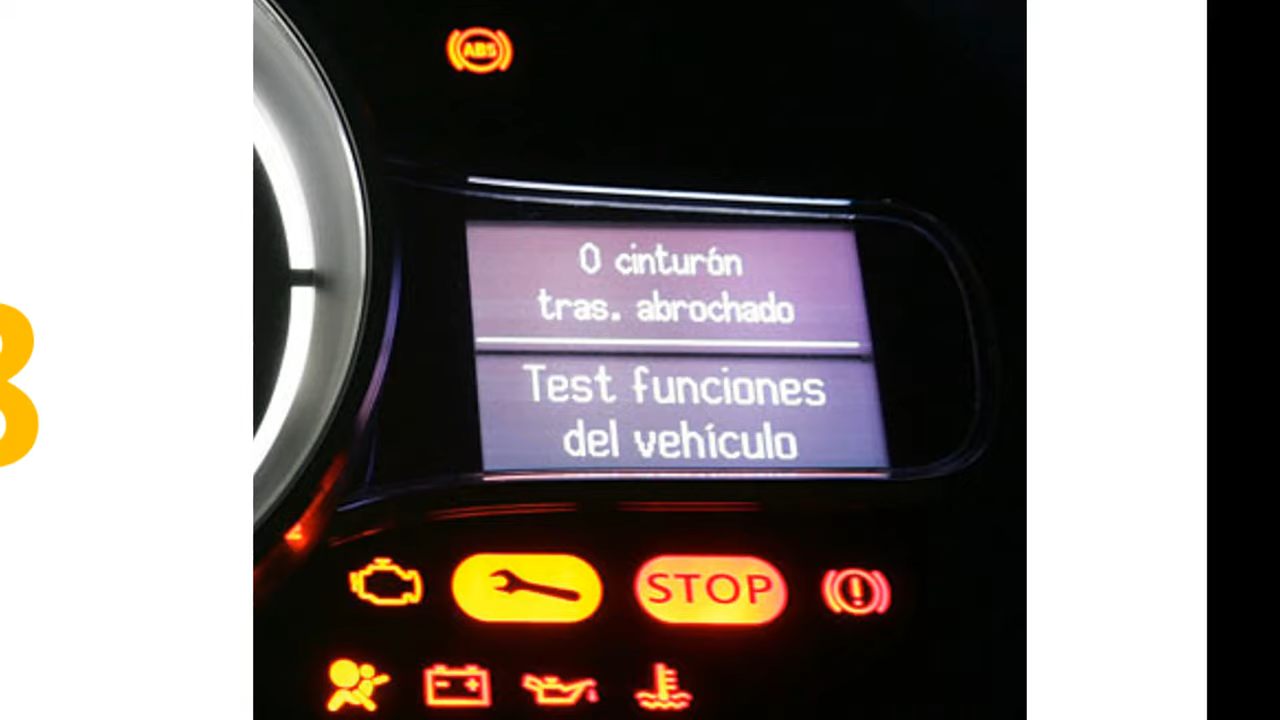 ABS
0 cinturón
tras. abrochado
Test funciones
del vehículo
STOP